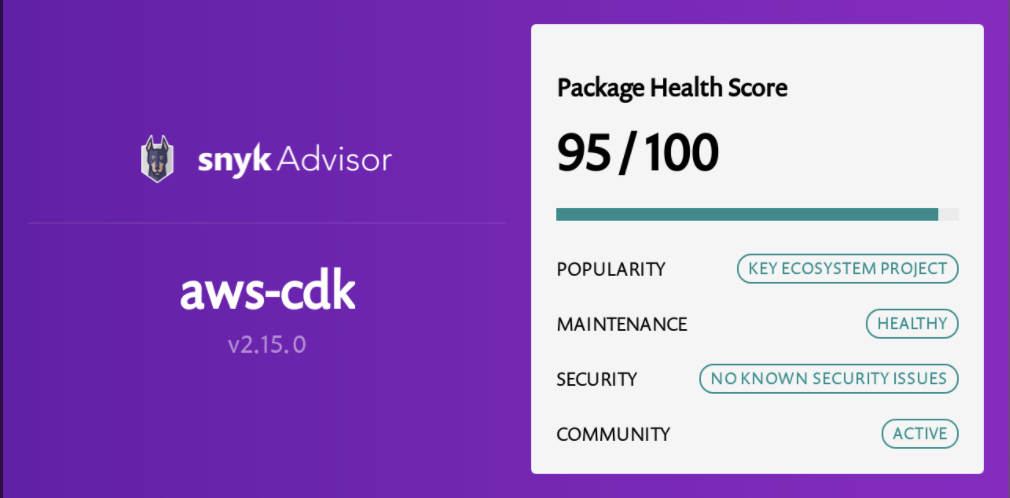 snyk Advisor
aws-cdk
v2.15.0
Package Health Score
95 / 100
POPULARITY KEY ECOSYSTEM PROJECT
MAINTENANCE HEALTHY
SECURITY NO KNOWN SECURITY ISSUES
COMMUNITY ACTIVE